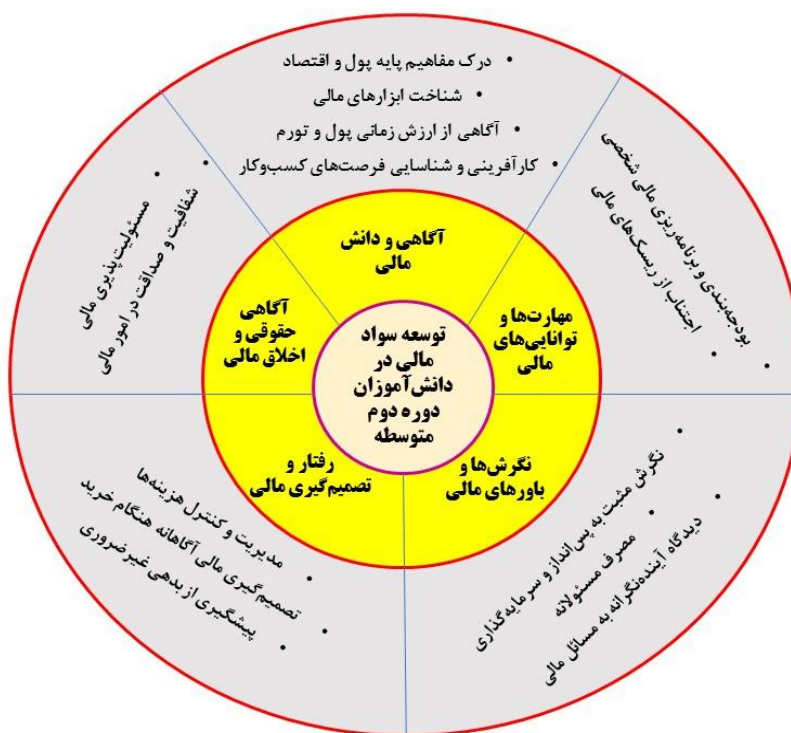 توسعه سواد
مالی در
دانش‌آموزان
دوره دوم
متوسطه
آگاهی و دانش
مالی
• درک مفاهیم پایه پول و اقتصاد
• شناخت ابزارهای مالی
• آگاهی از ارزش زمانی پول و تورم
• کارآفرینی و شناسایی فرصت‌های کسب‌وکار
مهارت‌ها و
توانایی‌های
مالی
• بودجه‌بندی و برنامه‌ریزی مالی شخصی
• اجتناب از ریسک‌های مالی
نگرش‌ها و
باورهای مالی
• نگرش مثبت به پس‌انداز و سرمایه‌گذاری
• مصرف مسئولانه
• دیدگاه آینده‌نگرانه به مسائل مالی
رفتار و
تصمیم‌گیری مالی
• مدیریت و کنترل هزینه‌ها
• تصمیم‌گیری مالی آگاهانه هنگام خرید
• پیشگیری از بدهی غیرضروری
آگاهی
حقوقی و
اخلاق مالی
• شفافیت و صداقت در امور مالی
• مسئولیت‌پذیری مالی